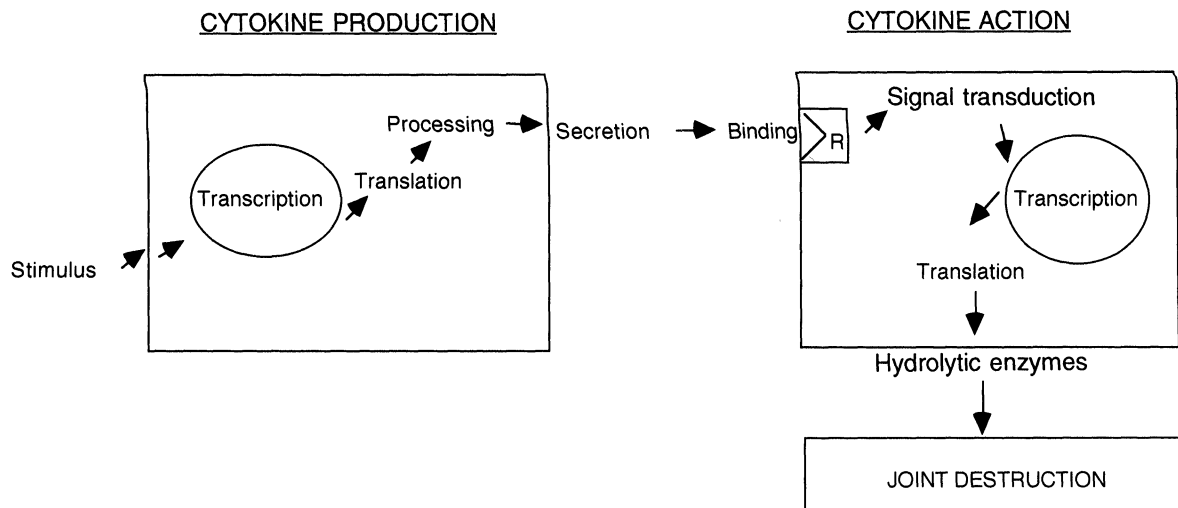 CYTOKINE PRODUCTION
Stimulus
Transcription
Translation
Processing
Secretion
CYTOKINE ACTION
Binding
R
Signal transduction
Transcription
Translation
Hydrolytic enzymes
JOINT DESTRUCTION